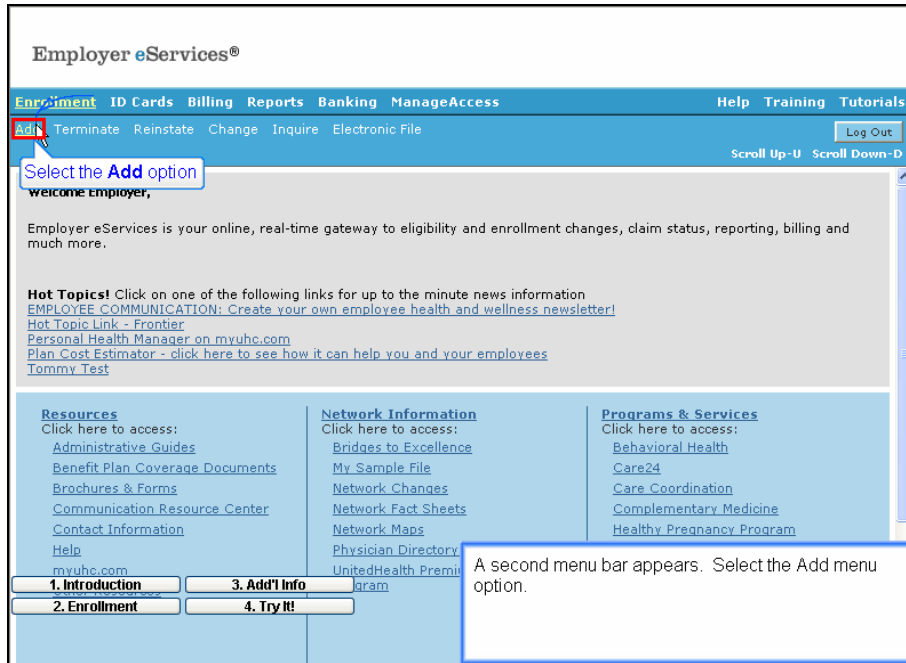 Employer eServices®
Enrollment ID Cards Billing Reports Banking ManageAccess Help Training Tutorials
Add Terminate Reinstate Change Inquire Electronic File Log Out
Scroll Up-U Scroll Down-D
Select the Add option
Welcome Employer,
Employer eServices is your online, real-time gateway to eligibility and enrollment changes, claim status, reporting, billing and
much more.
Hot Topics! Click on one of the following links for up to the minute news information
EMPLOYEE COMMUNICATION: Create your own employee health and wellness newsletter!
Hot Topic Link - Frontier
Personal Health Manager on myuhc.com
Plan Cost Estimator - click here to see how it can help you and your employees
Tommy Test
Resources
Click here to access:
Administrative Guides
Benefit Plan Coverage Documents
Brochures & Forms
Communication Resource Center
Contact Information
Help
myuhc.com
Other Resources
Network Information
Click here to access:
Bridges to Excellence
My Sample File
Network Changes
Network Fact Sheets
Network Maps
Physician Directory
UnitedHealth Premi
gram
Programs & Services
Click here to access:
Behavioral Health
Care24
Care Coordination
Complementary Medicine
Healthy Pregnancy Program
1. Introduction 3. Add'l Info
2. Enrollment 4. Try It!
A second menu bar appears. Select the Add menu
option.